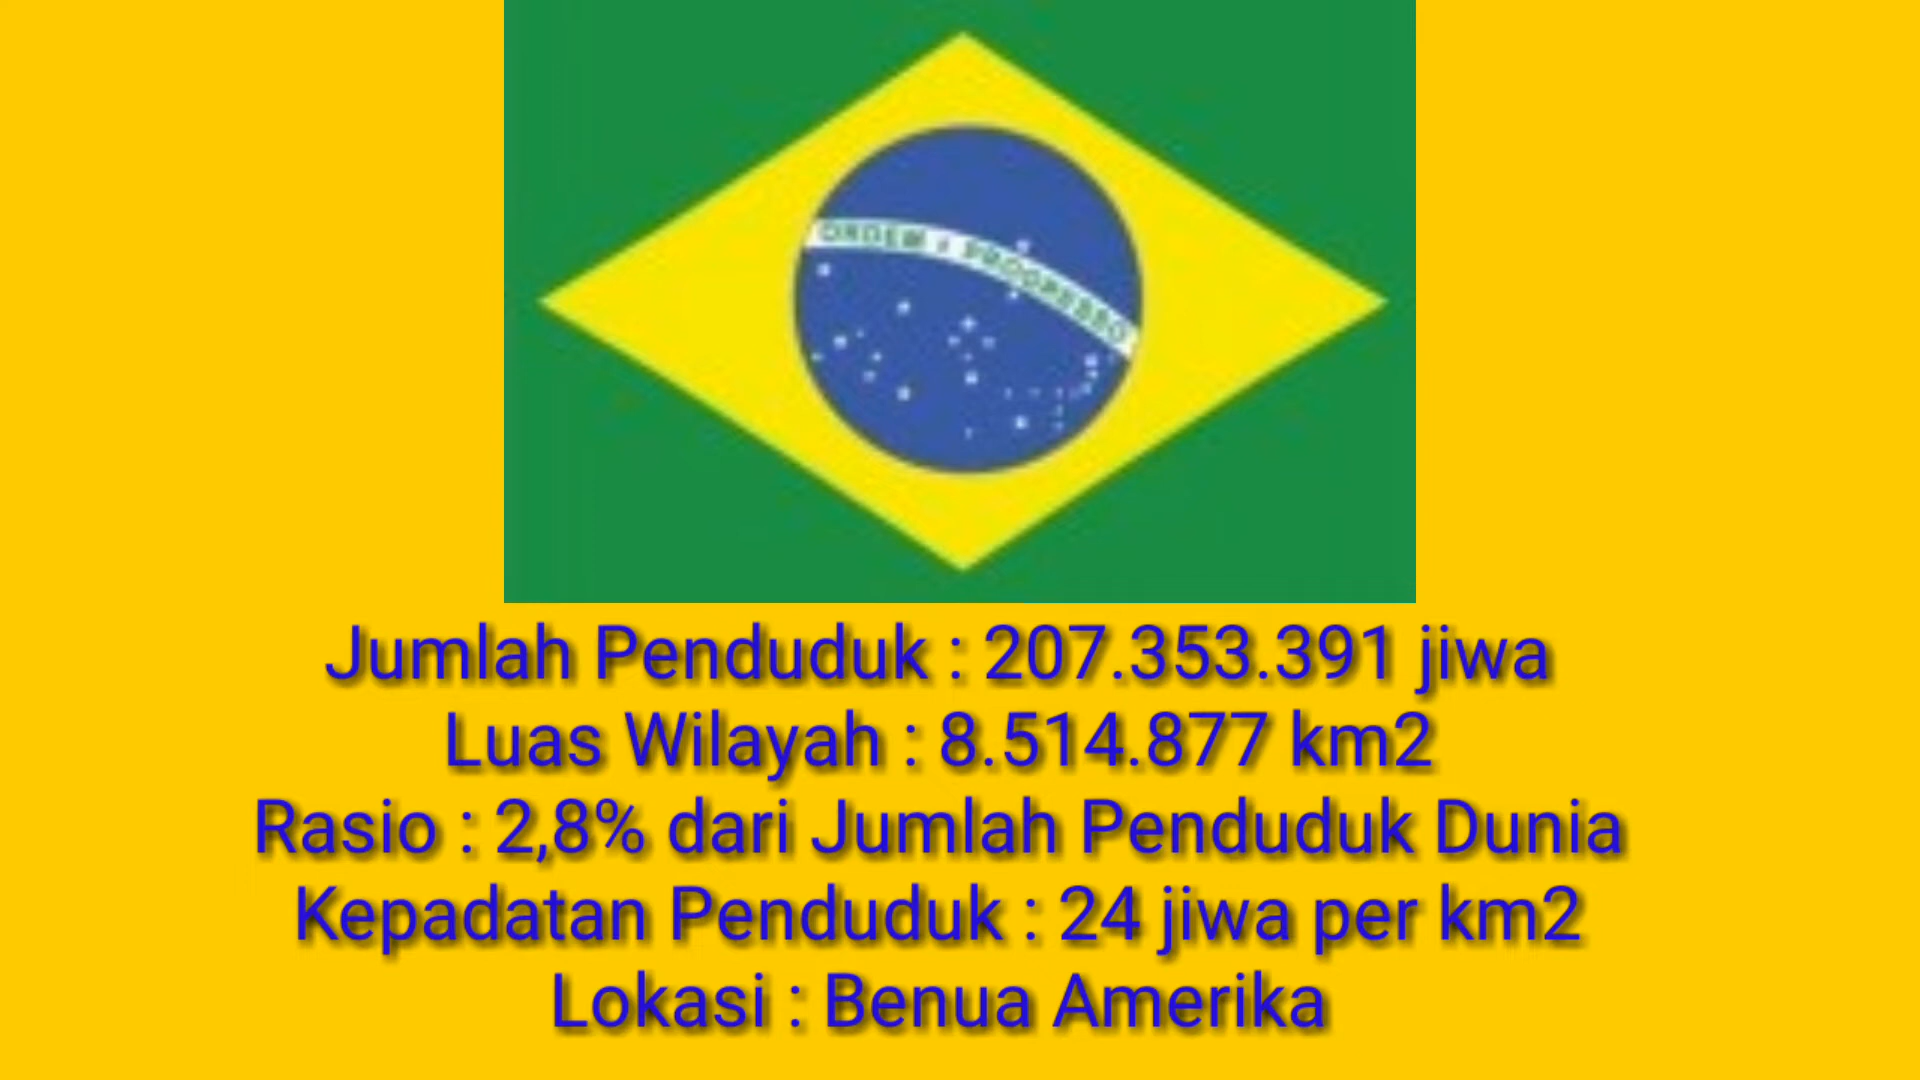 ORDEM E PROGRESSO
Jumlah Penduduk : 207.353.391 jiwa
Luas Wilayah : 8.514.877 km2
Rasio : 2,8% dari Jumlah Penduduk Dunia
Kepadatan Penduduk : 24 jiwa per km2
Lokasi : Benua Amerika